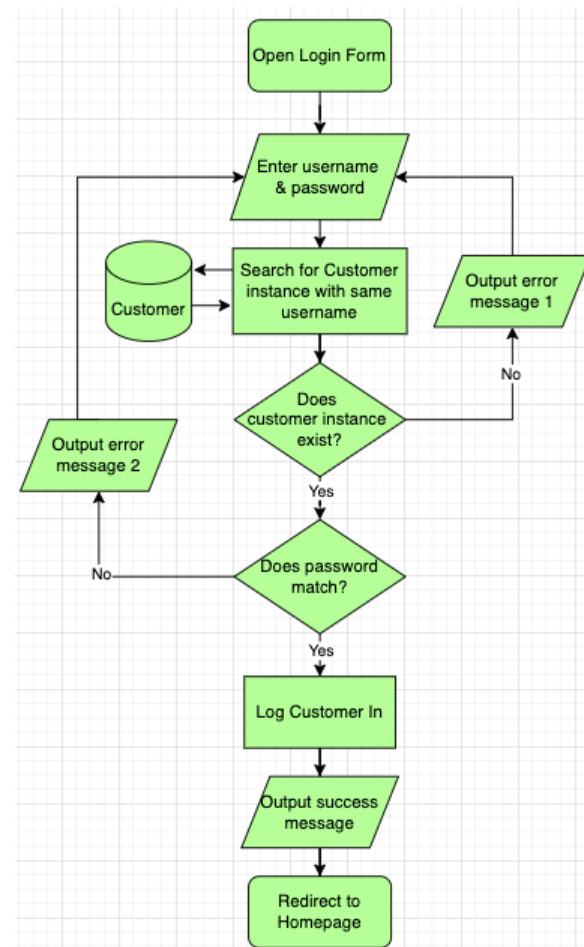 Open Login Form
Enter username
& password
Search for Customer
instance with same
username
Customer
Output error
message 1
No
Does
customer instance
exist?
Output error
message 2
Yes
No
Does password
match?
Yes
Log Customer In
Output success
message
Redirect to
Homepage